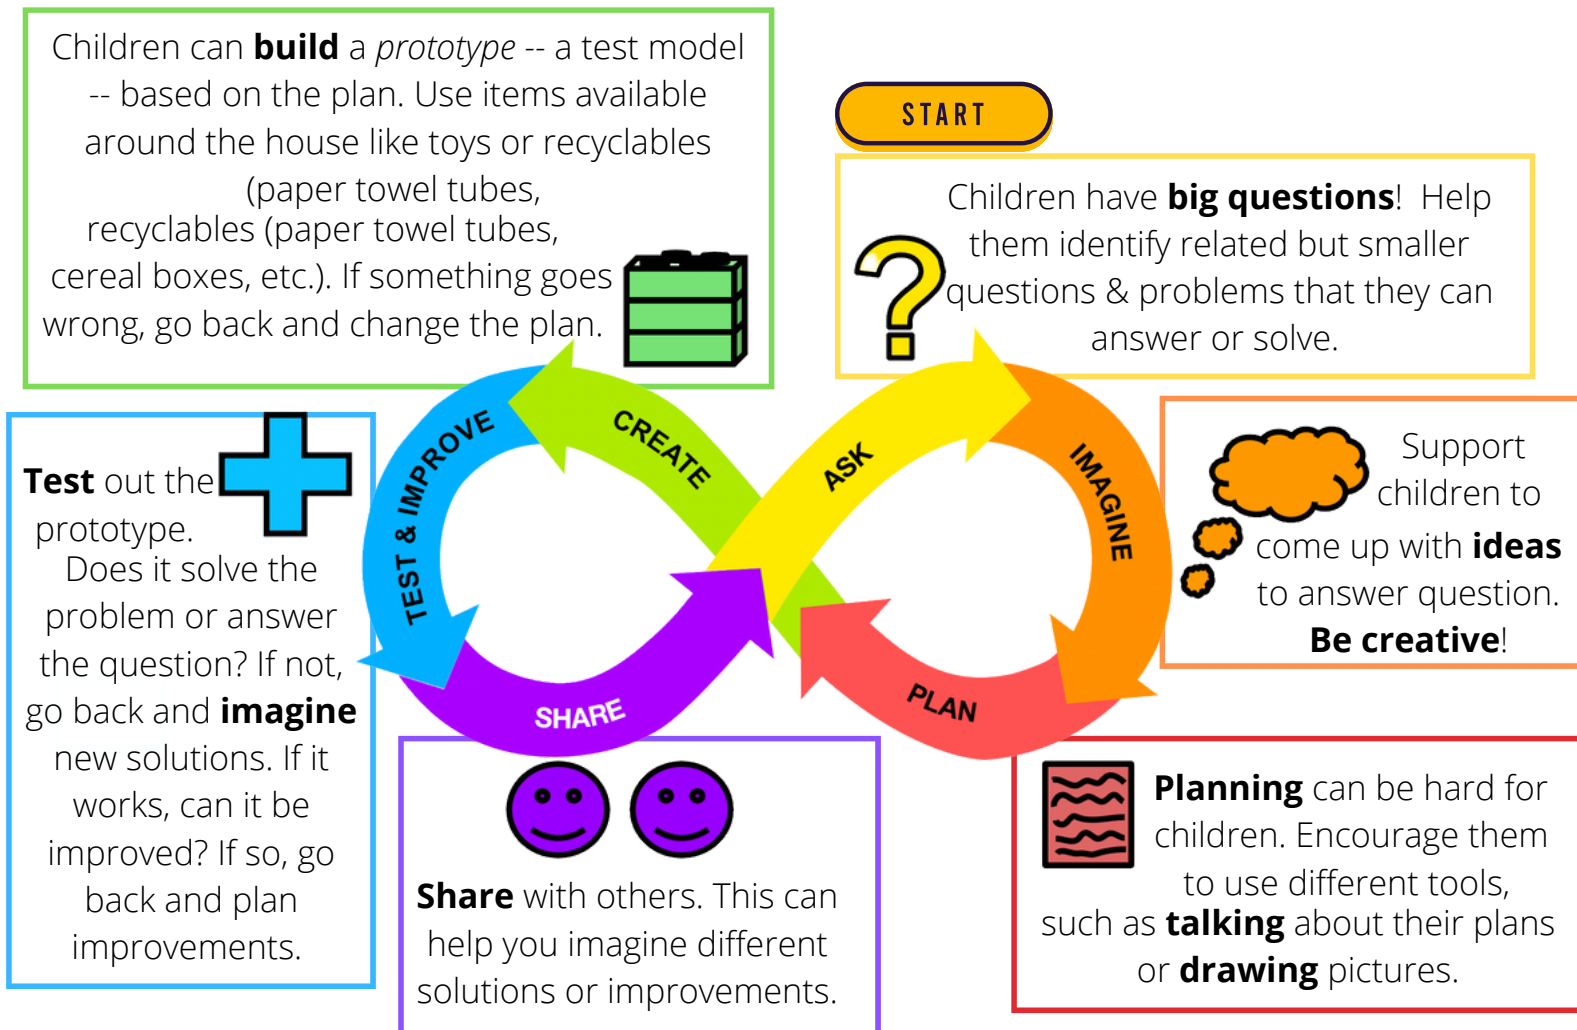 START
Children have big questions!  Help
them identify related but smaller
questions & problems that they can
answer or solve.
ASK
IMAGINE
Support
children to
come up with ideas
to answer question.
Be creative!
PLAN
Planning can be hard for
children. Encourage them
to use different tools,
such as talking about their plans
or drawing pictures.
CREATE
Children can build a prototype -- a test model
-- based on the plan. Use items available
around the house like toys or recyclables
(paper towel tubes,
recyclables (paper towel tubes,
cereal boxes, etc.). If something goes
wrong, go back and change the plan.
TEST & IMPROVE
Test out the
prototype.
Does it solve the
problem or answer
the question? If not,
go back and imagine
new solutions. If it
works, can it be
improved? If so, go
back and plan
improvements.
SHARE
Share with others. This can
help you imagine different
solutions or improvements.